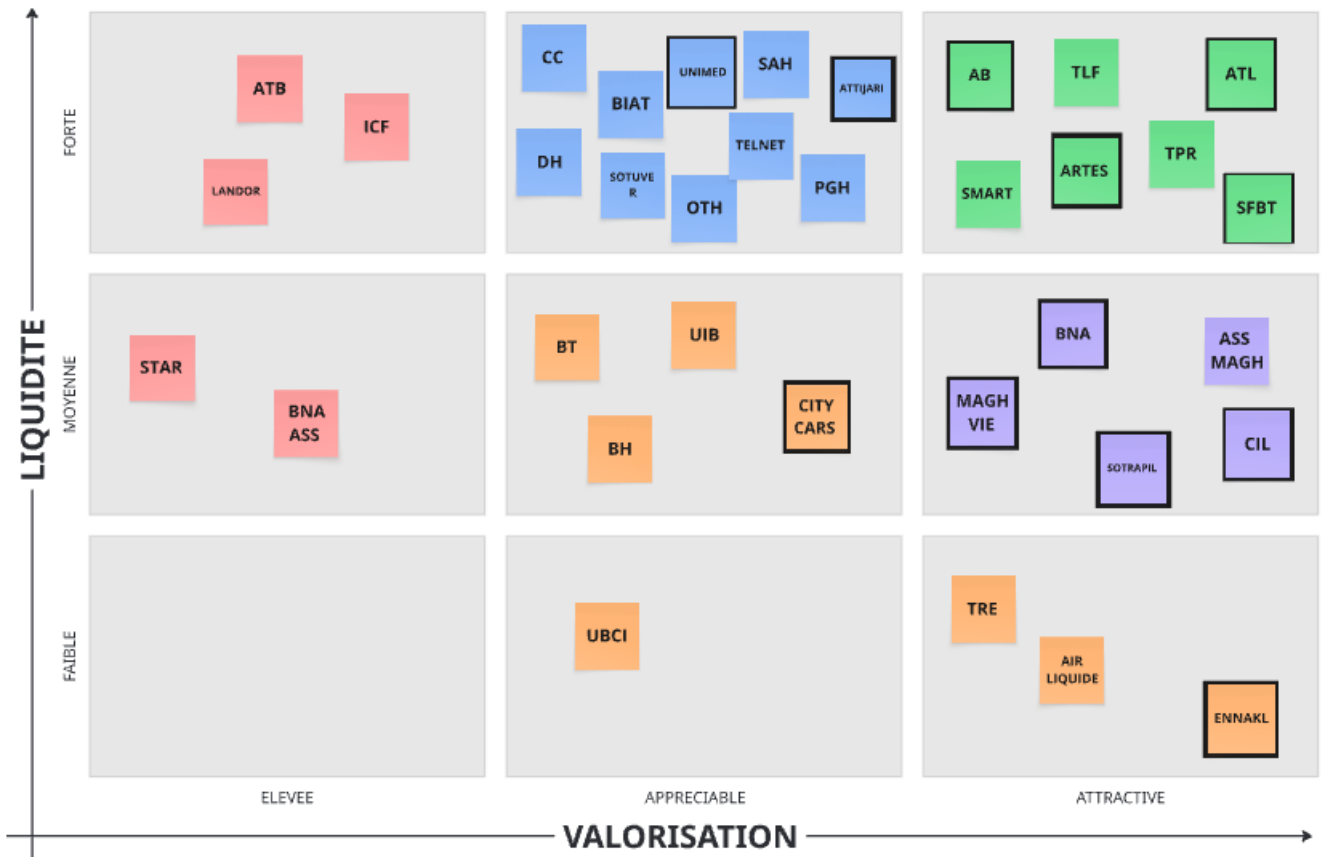 LIQUIDITE
FORTE
ATB
ICF
LANDOR
CC
BIAT
UNIMED
SAH
ATTIJARI
DH
SOTUVE
R
OTH
TELNET
PGH
AB
TLF
ATL
SMART
ARTES
TPR
SFBT
MOYENNE
STAR
BNA
ASS
BT
UIB
BH
CITY
CARS
BNA
ASS
MAGH
MAGH
VIE
SOTRAPIL
CIL
FAIBLE
UBCI
TRE
AIR
LIQUIDE
ENNAKL
ELEVEE
APPRECIABLE
ATTRACTIVE
VALORISATION